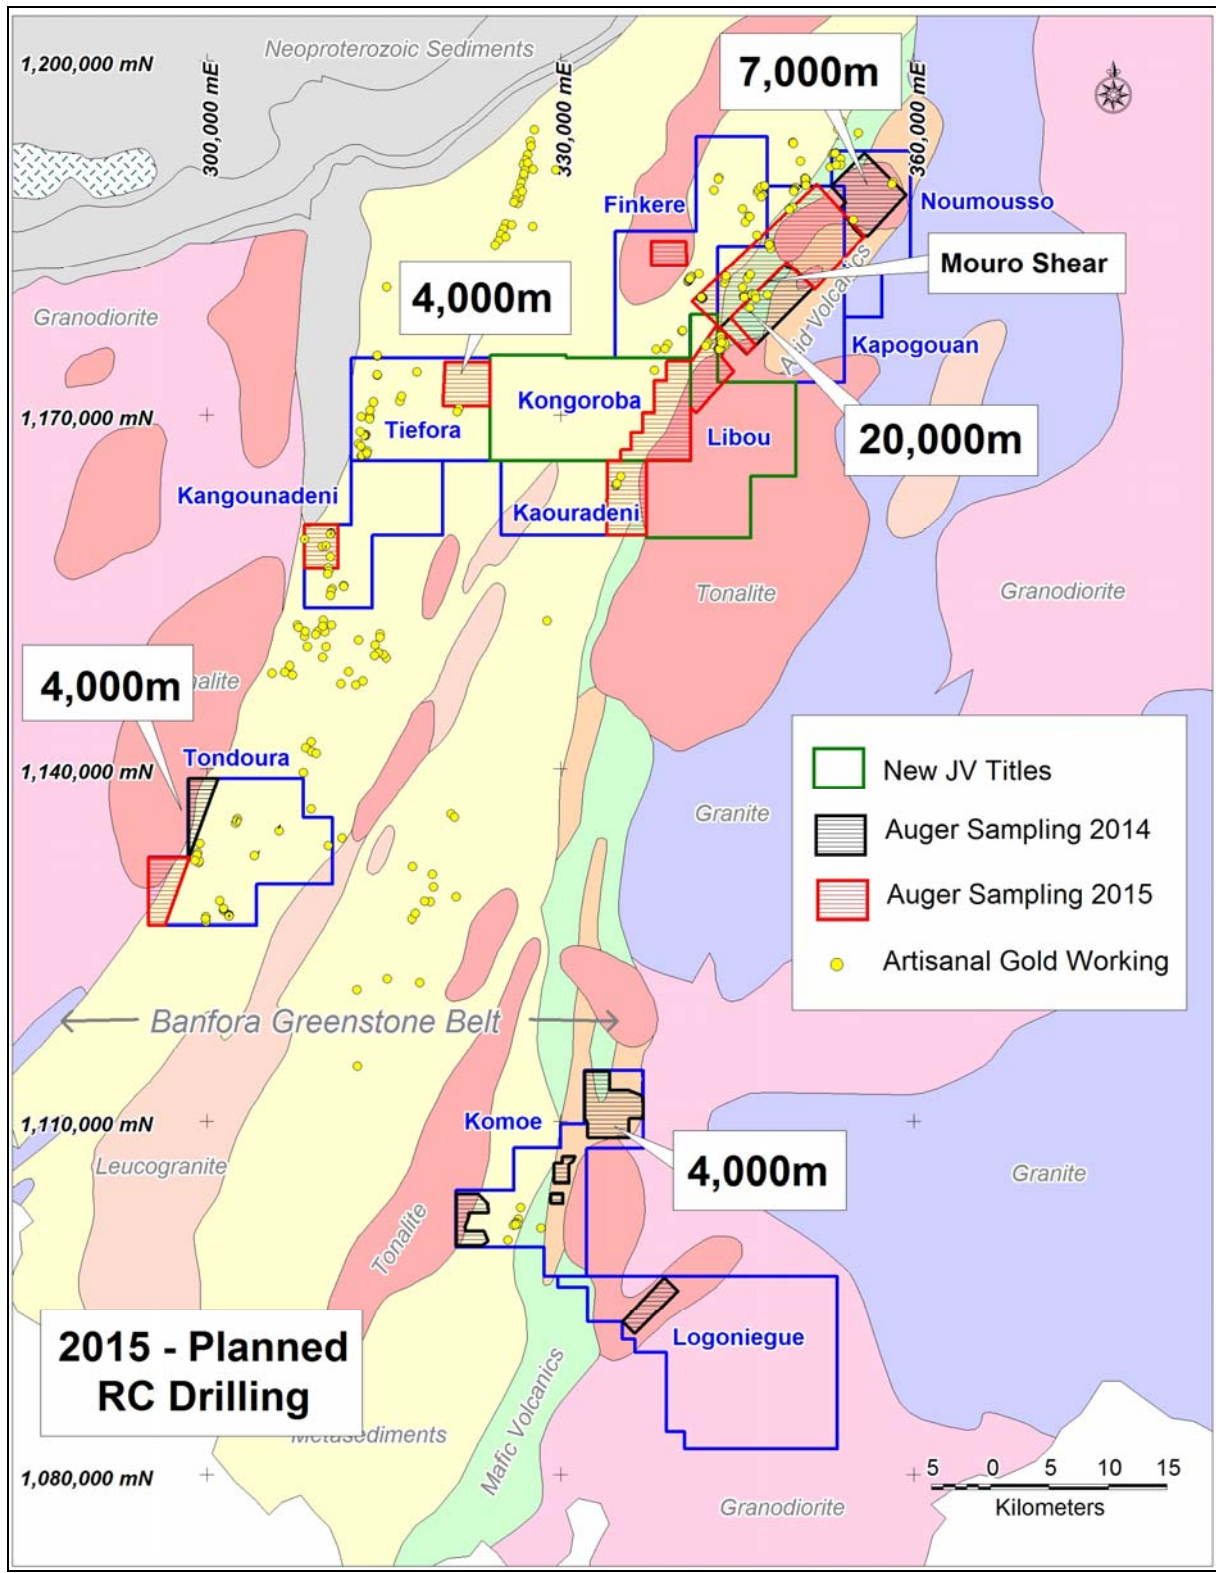 Neoproterozoic Sediments
1,200,000 mN
300,000 mE
330,000 mE
360,000 mE
7,000m
Finkere
Noumousso
Mouro Shear
4,000m
Granodiorite
Volcanics
Kapogouan
1,170,000 mN
Kongoroba
Tiefora
Libou
20,000m
Kangounadeni
Kaouradeni
Tonalite
Granodiorite
4,000m
nalite
Tondoura
1,140,000 mN
Granite
New JV Titles
Auger Sampling 2014
Auger Sampling 2015
Artisanal Gold Working
Banfora Greenstone Belt
1,110,000 mN
Komoe
4,000m
Leucogranite
Granite
Tonalite
Logoniegue
2015 - Planned
RC Drilling
Metasediments
Mafic Volcanics
1,080,000 mN
5 0 5 10 15
Kilometers
Granodiorite